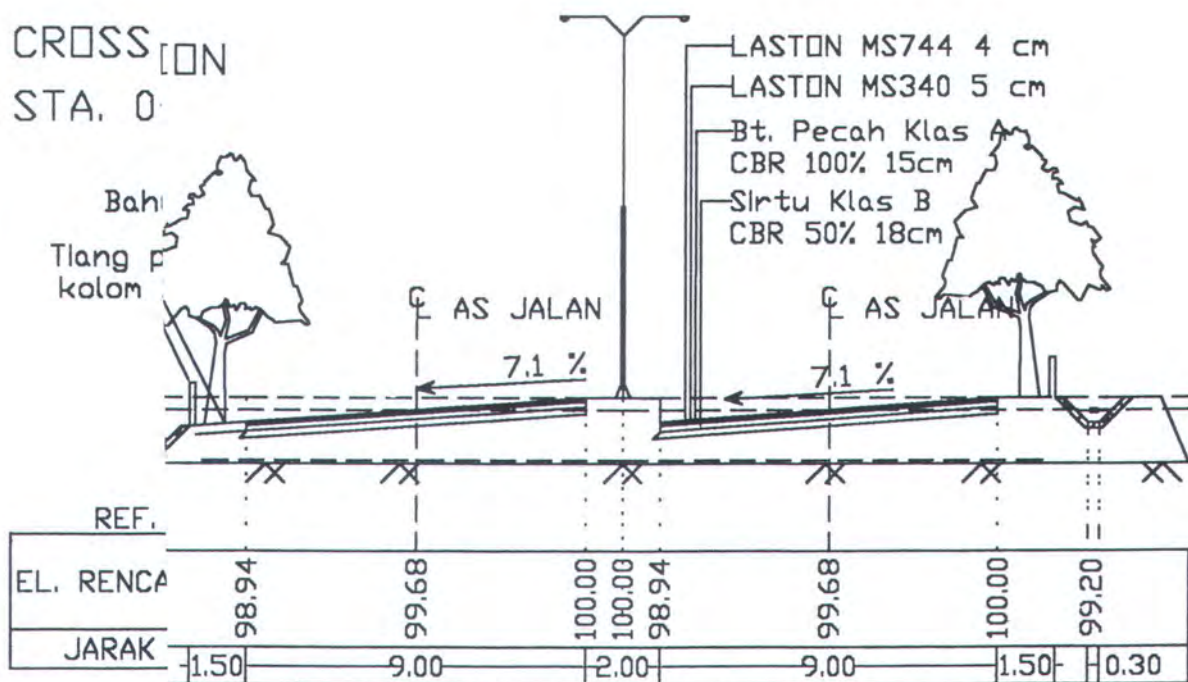 CROSS
ION
STA. 0
LASTON MS744 4 cm
LASTON MS340 5 cm
Bt. Pecah Klas A
CBR 100% 15cm
Sirtu Klas B
CBR 50% 18cm
Tiang
kolom
℄ AS JALAN
℄ AS JALAN
7.1 %
7.1 %
REF.
EL.
98.94
99.68
100.00
100.00
98.94
99.68
100.00
99.20
JARAK
1.50
9.00
2.00
9.00
1.50
0.30